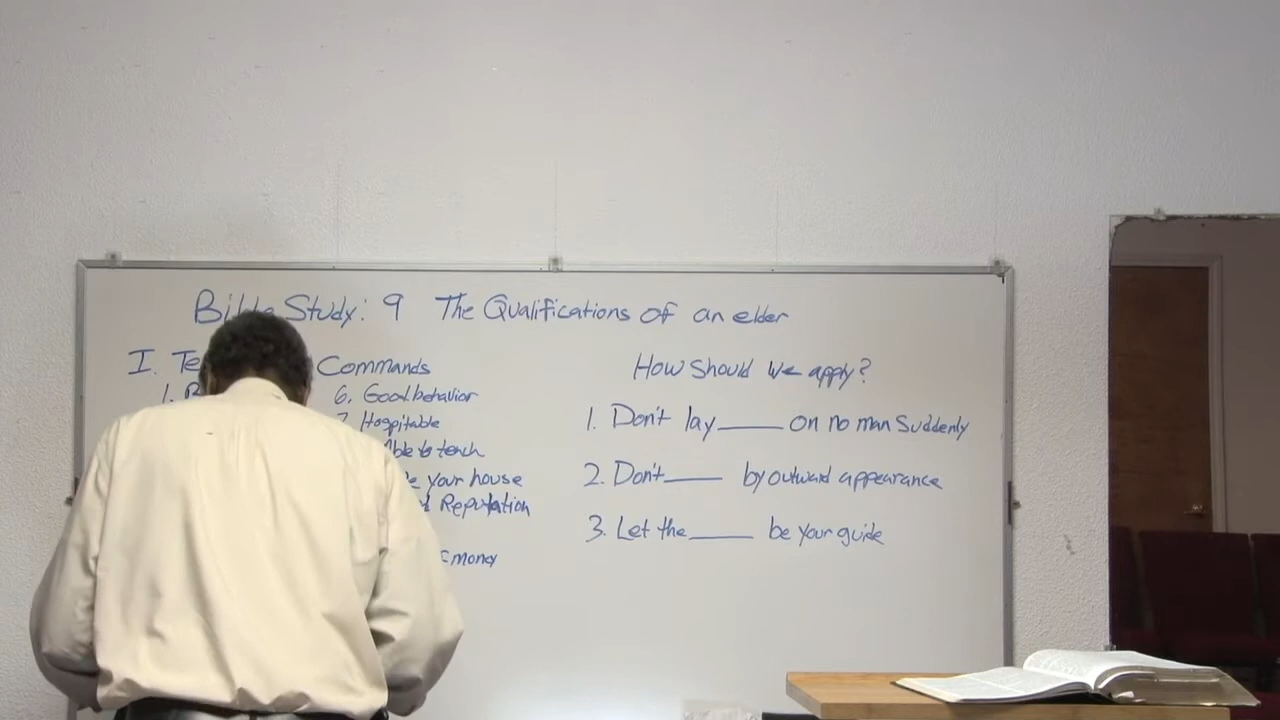 Bible Study: 9 The Qualifications of an elder
I. Commands
1.
6. Good behavior
7. Hospitable
to teach
your house
Reputation
money
How Should we apply?
1. Don't lay _____ on no man Suddenly
2. Don't _____ by outward appearance
3. Let the _____ be your guide